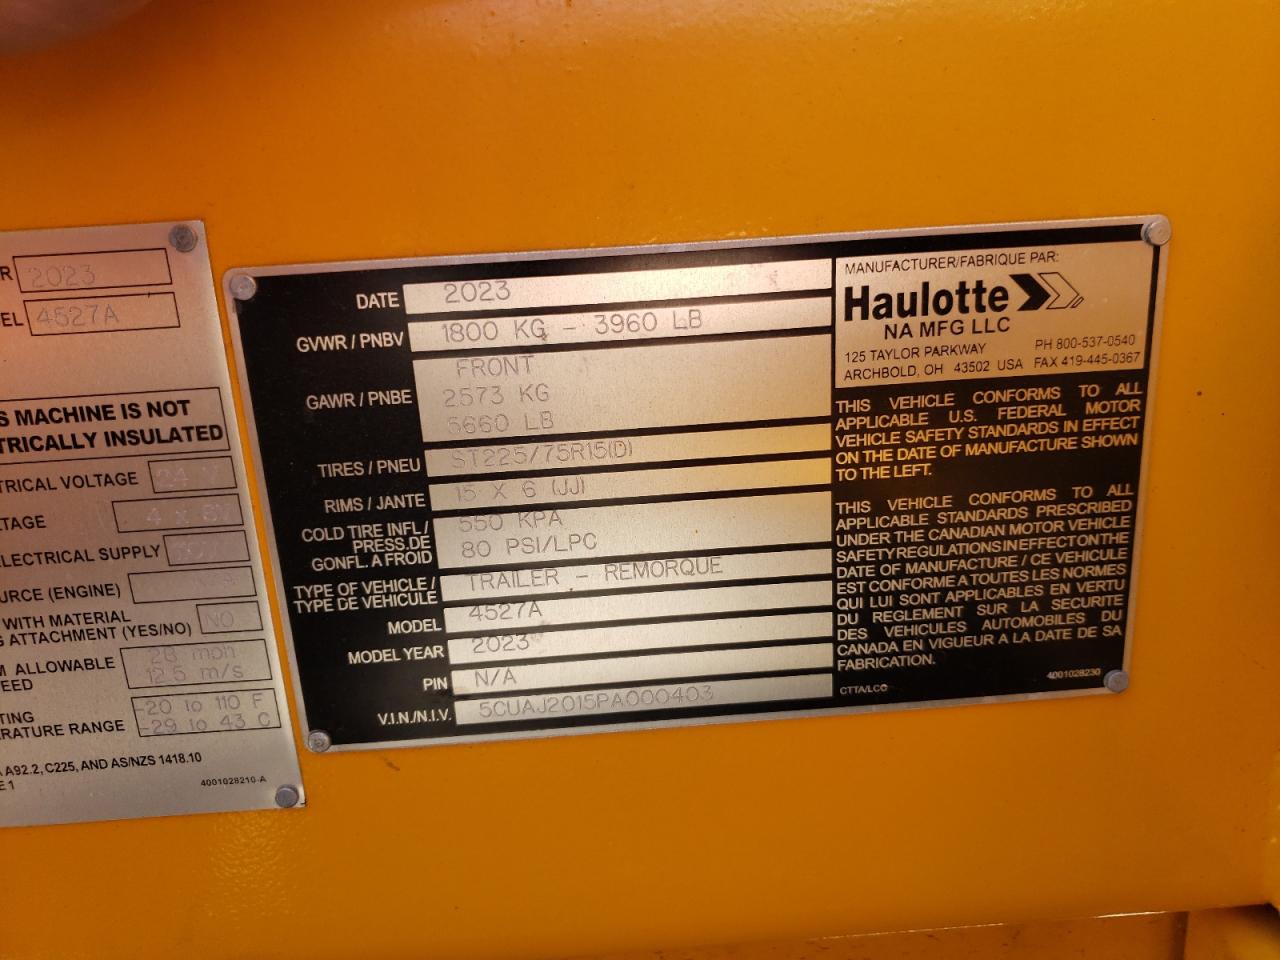 R 2023
EL 4527A
S MACHINE IS NOT
TRICALLY INSULATED
TRICAL VOLTAGE 24 V
LTAGE 4 x 6V
ELECTRICAL SUPPLY
URCE (ENGINE)
WITH MATERIAL
G ATTACHMENT (YES/NO) NO
M ALLOWABLE 28 mph
EED 12.5 m/s
TING -20 to 110 F
ERATURE RANGE -29 to 43 C
A A92.2, C225, AND AS/NZS 1418.10
E 1
4001028210-A
DATE 2023
GVWR / PNBV 1800 KG - 3960 LB
FRONT
GAWR / PNBE 2573 KG
5660 LB
TIRES / PNEU ST225/75R15(D)
RIMS / JANTE 15 X 6 (JJ)
COLD TIRE INFL / 550 KPA
PRESS.DE
GONFL. A FROID 80 PSI/LPC
TYPE OF VEHICLE / TRAILER - REMORQUE
TYPE DE VEHICULE
MODEL 4527A
MODEL YEAR 2023
PIN N/A
V.I.N./N.I.V. 5CUAJ2015PA000403
MANUFACTURER/FABRIQUE PAR:
Haulotte
NA MFG LLC
125 TAYLOR PARKWAY PH 800-537-0540
ARCHBOLD, OH 43502 USA FAX 419-445-0367
THIS VEHICLE CONFORMS TO ALL
APPLICABLE U.S. FEDERAL MOTOR
VEHICLE SAFETY STANDARDS IN EFFECT
ON THE DATE OF MANUFACTURE SHOWN
TO THE LEFT.
THIS VEHICLE CONFORMS TO ALL
APPLICABLE STANDARDS PRESCRIBED
UNDER THE CANADIAN MOTOR VEHICLE
SAFETY REGULATIONS IN EFFECT ON THE
DATE OF MANUFACTURE / CE VEHICULE
EST CONFORME A TOUTES LES NORMES
QUI LUI SONT APPLICABLES EN VERTU
DU REGLEMENT SUR LA SECURITE
DES VEHICULES AUTOMOBILES DU
CANADA EN VIGUEUR A LA DATE DE SA
FABRICATION.
CTTA/LCO 4001028230